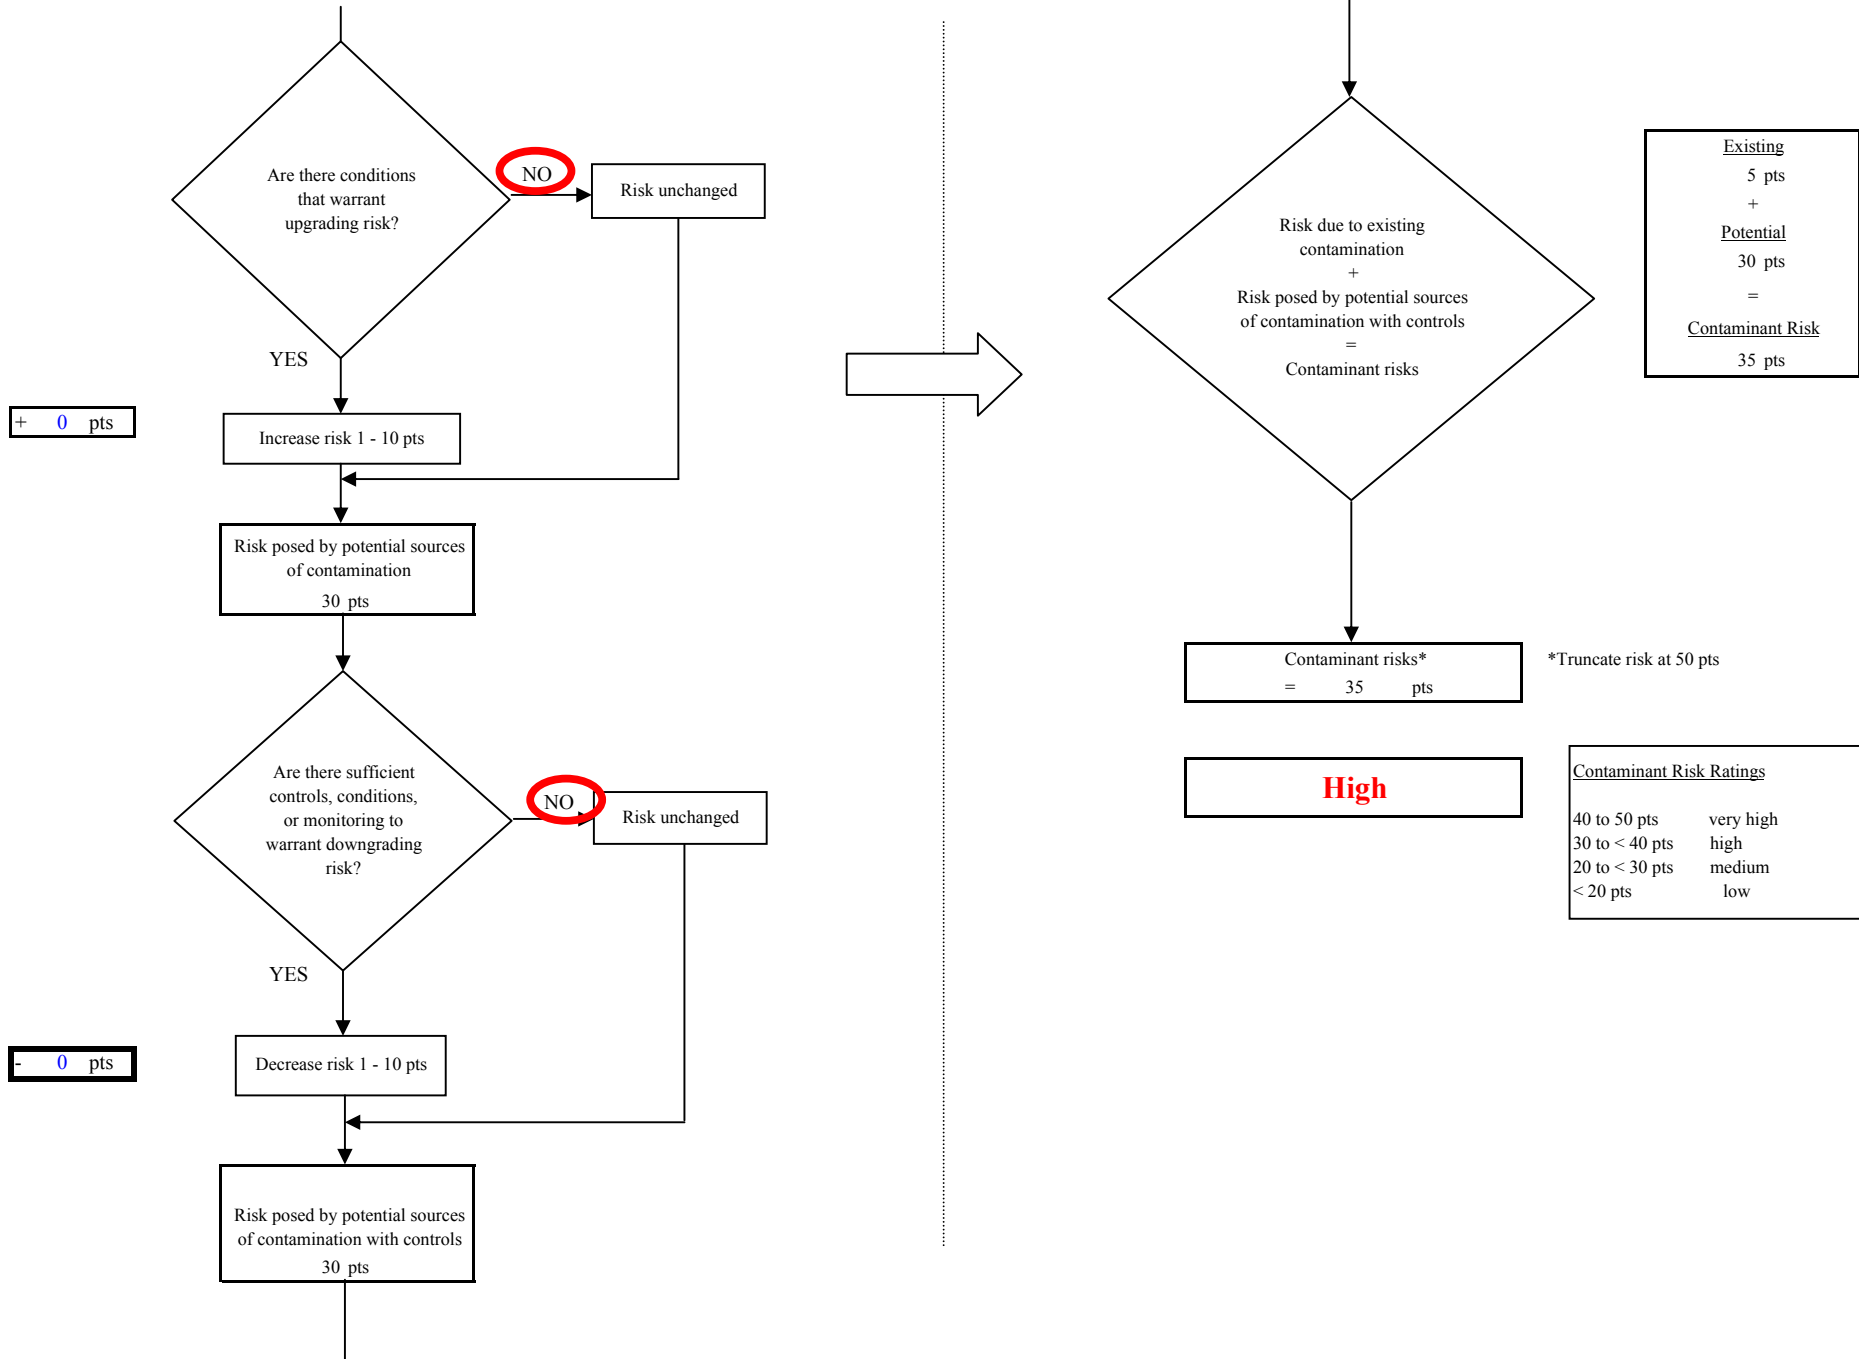 Are there conditions
that warrant
upgrading risk?
NO
Risk unchanged
YES
+ 0 pts
Increase risk 1 - 10 pts
Risk posed by potential sources
of contamination
30 pts
Are there sufficient
controls, conditions,
or monitoring to
warrant downgrading
risk?
NO
Risk unchanged
YES
- 0 pts
Decrease risk 1 - 10 pts
Risk posed by potential sources
of contamination with controls
30 pts
Risk due to existing
contamination
+
Risk posed by potential sources
of contamination with controls
=
Contaminant risks
Existing
5 pts
+
Potential
30 pts
=
Contaminant Risk
35 pts
Contaminant risks*
= 35 pts
*Truncate risk at 50 pts
High
Contaminant Risk Ratings
40 to 50 pts very high
30 to < 40 pts high
20 to < 30 pts medium
< 20 pts low